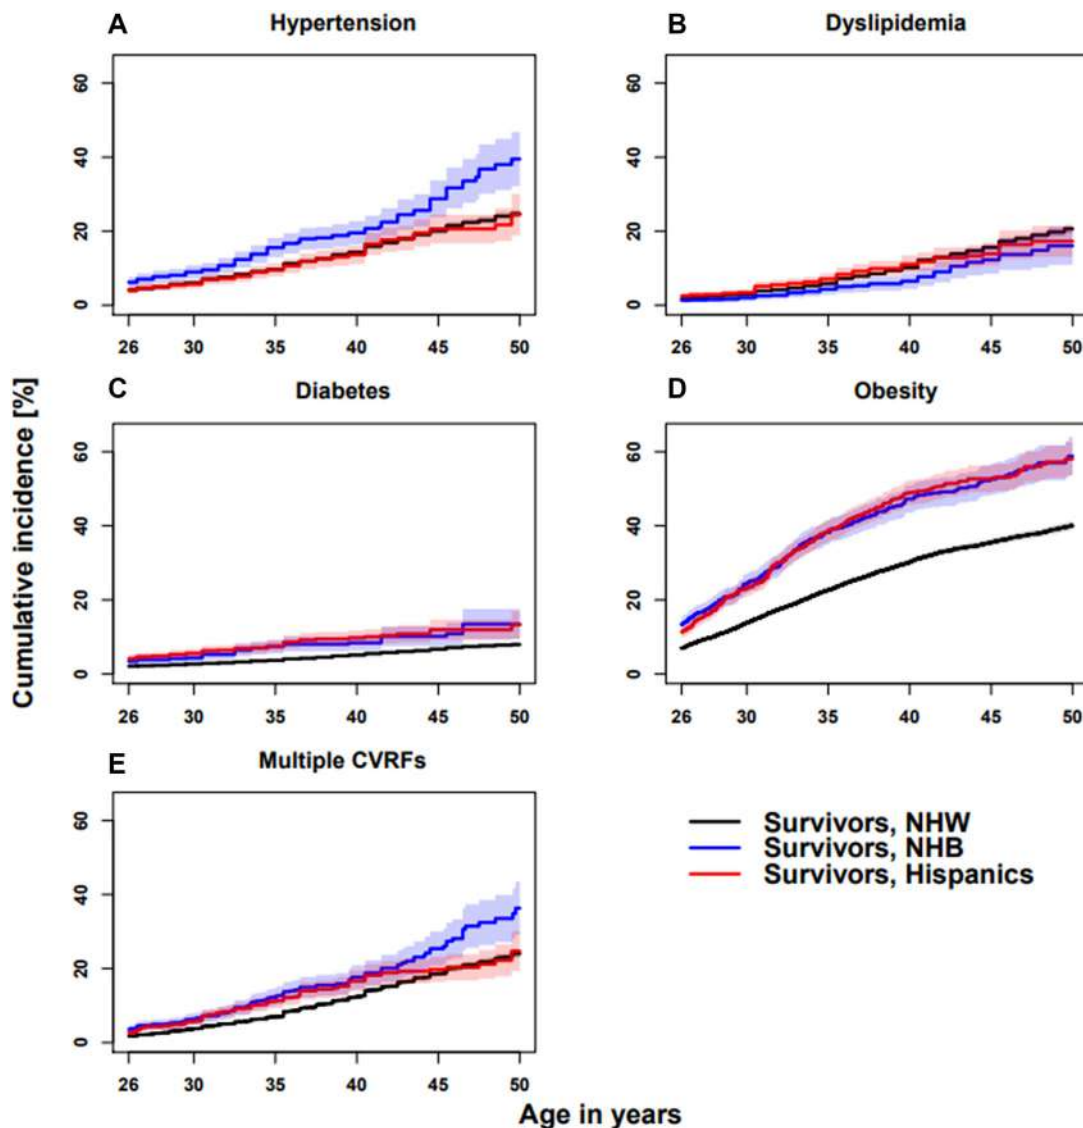 A
Hypertension
60
40
20
0
26 30 35 40 45 50
B
Dyslipidemia
60
40
20
0
26 30 35 40 45 50
C
Diabetes
60
40
20
0
26 30 35 40 45 50
D
Obesity
60
40
20
0
26 30 35 40 45 50
Cumulative incidence [%]
E
Multiple CVRFs
60
40
20
0
26 30 35 40 45 50
Survivors, NHW
Survivors, NHB
Survivors, Hispanics
Age in years